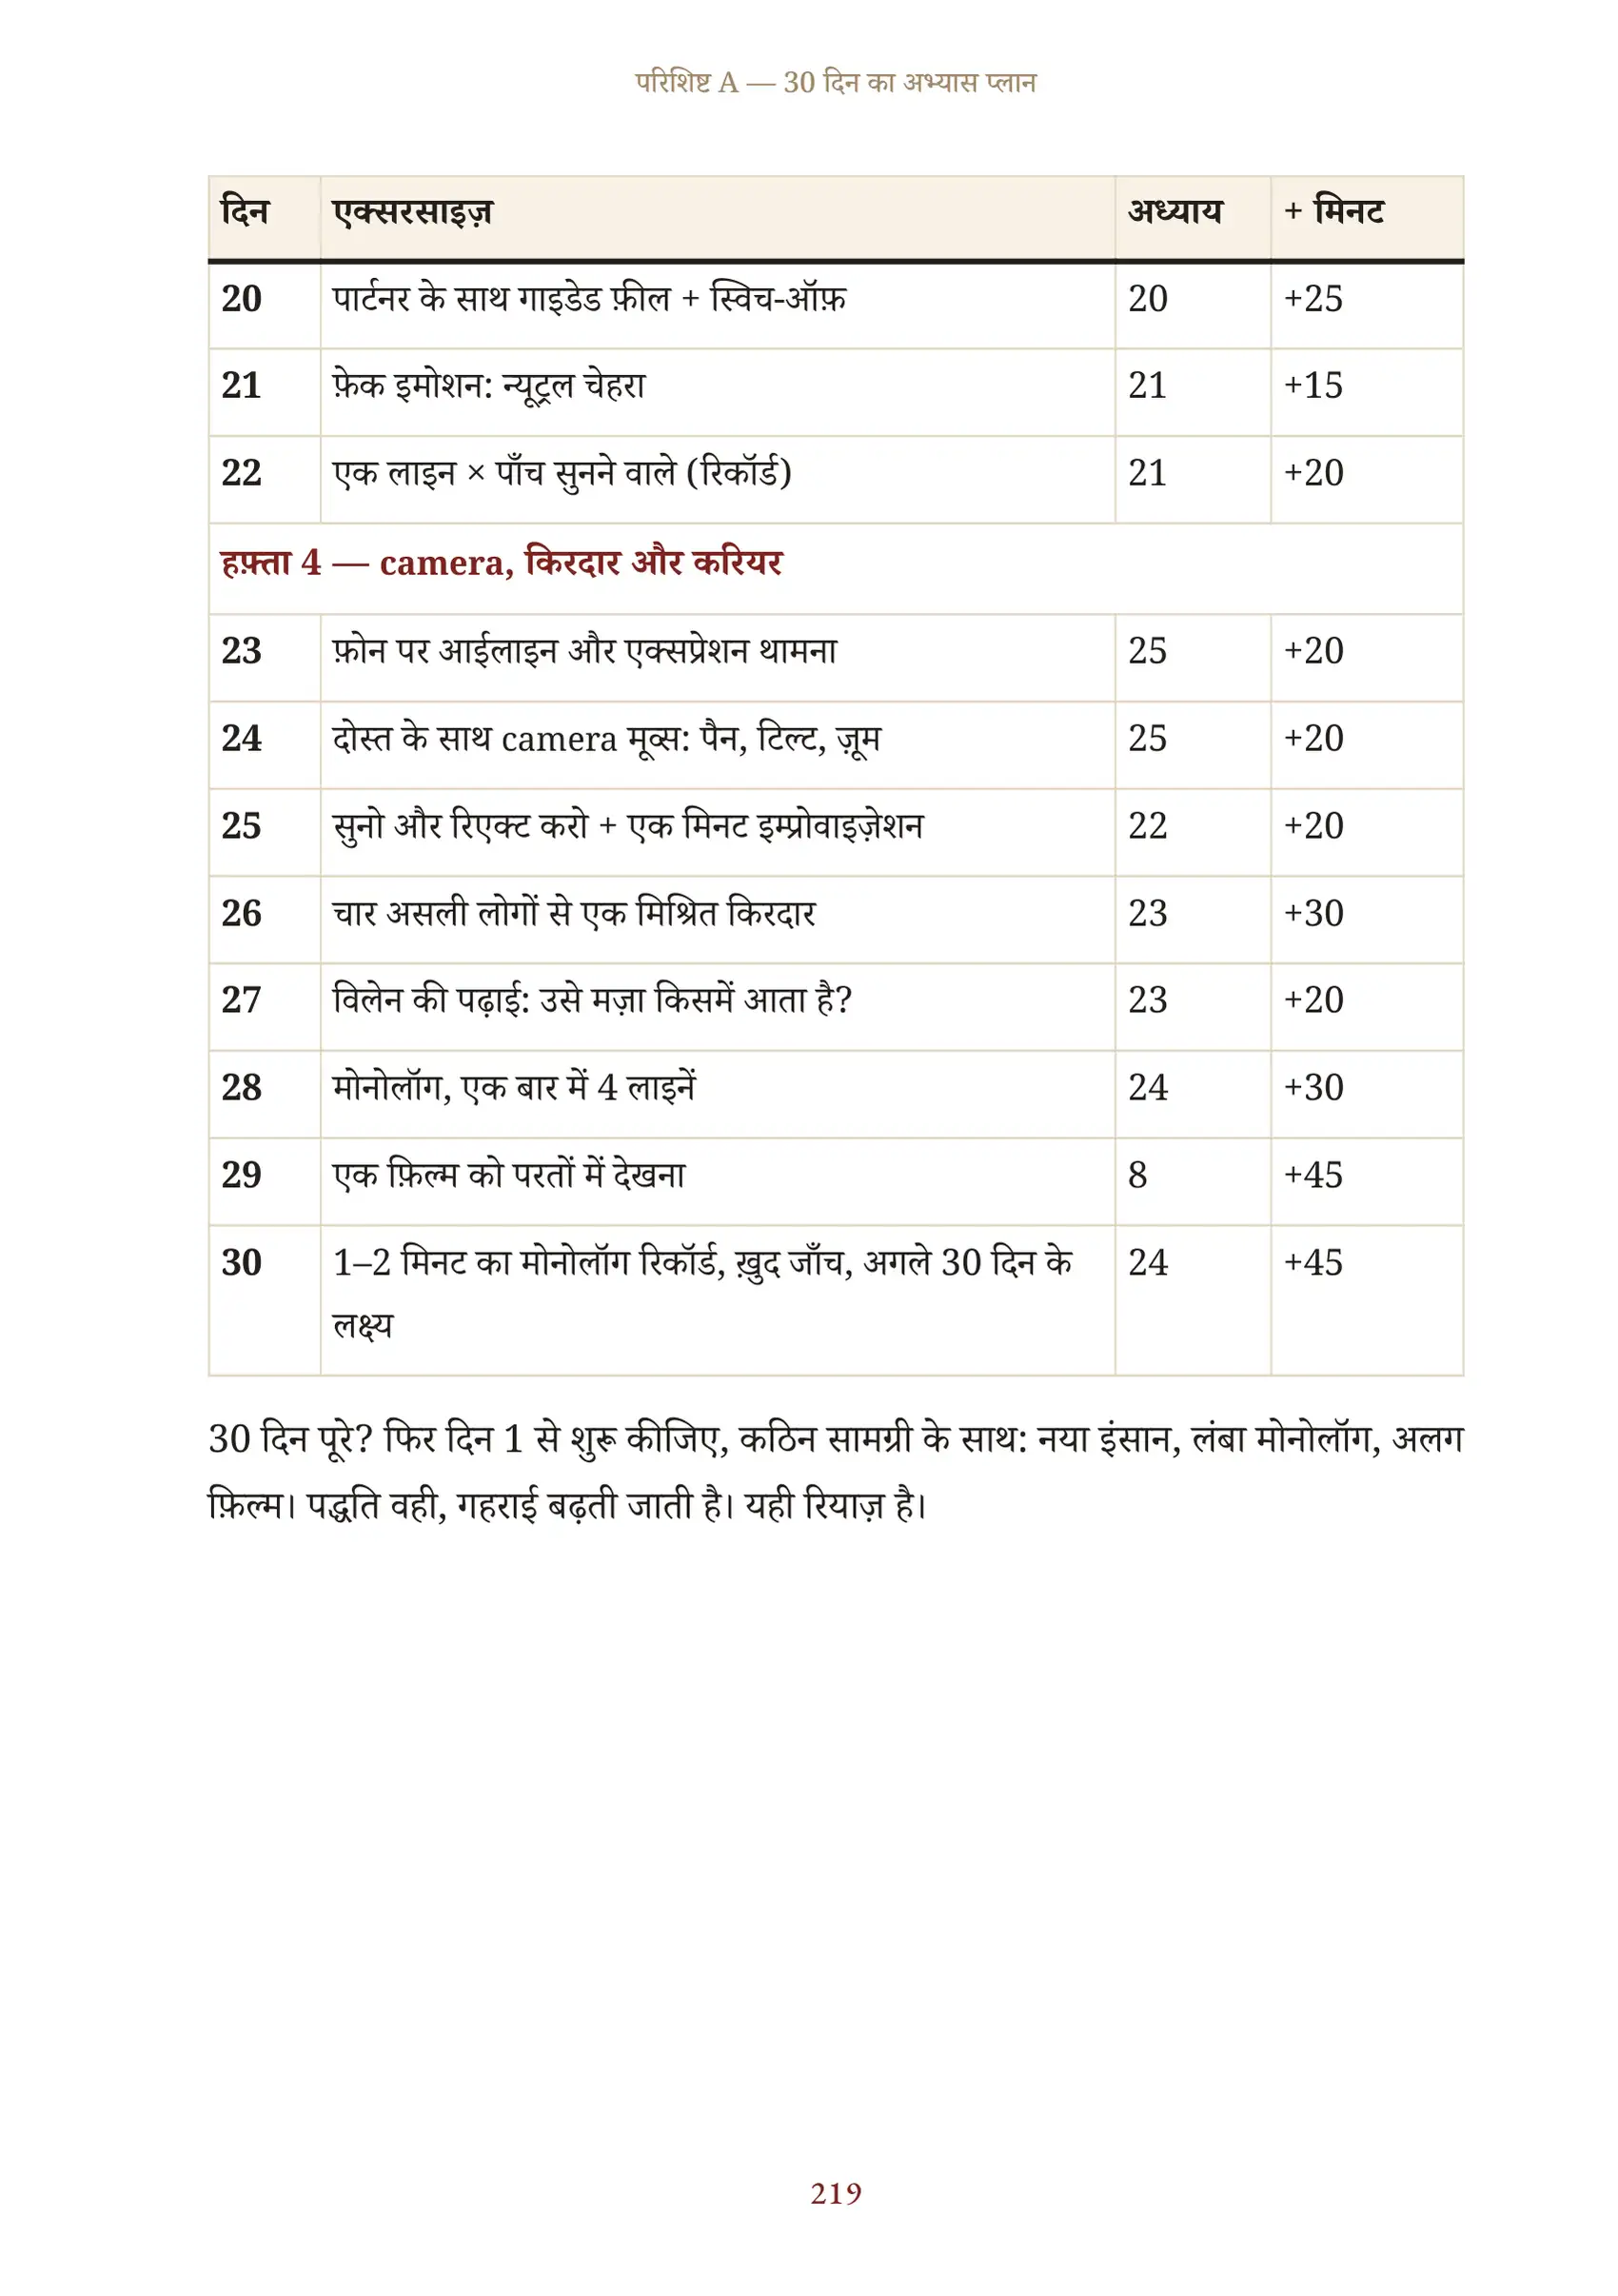 परिशिष्ट A — 30 दिन का अभ्यास प्लान
दिन एक्सरसाइज़ अध्याय + मिनट
20 पार्टनर के साथ गाइडेड फ़ील + स्विच-ऑफ़ 20 +25
21 फ़ेक इमोशन: न्यूट्रल चेहरा 21 +15
22 एक लाइन × पाँच सुनने वाले (रिकॉर्ड) 21 +20
हफ़्ता 4 — camera, किरदार और करियर
23 फ़ोन पर आईलाइन और एक्सप्रेशन थामना 25 +20
24 दोस्त के साथ camera मूव्स: पैन, टिल्ट, ज़ूम 25 +20
25 सुनो और रिएक्ट करो + एक मिनट इम्प्रोवाइज़ेशन 22 +20
26 चार असली लोगों से एक मिश्रित किरदार 23 +30
27 विलेन की पढ़ाई: उसे मज़ा किसमें आता है? 23 +20
28 मोनोलॉग, एक बार में 4 लाइनें 24 +30
29 एक फ़िल्म को परतों में देखना 8 +45
30 1–2 मिनट का मोनोलॉग रिकॉर्ड, ख़ुद जाँच, अगले 30 दिन के 24 +45
लक्ष्य
30 दिन पूरे? फिर दिन 1 से शुरू कीजिए, कठिन सामग्री के साथ: नया इंसान, लंबा मोनोलॉग, अलग
फ़िल्म। पद्धति वही, गहराई बढ़ती जाती है। यही रियाज़ है।
219